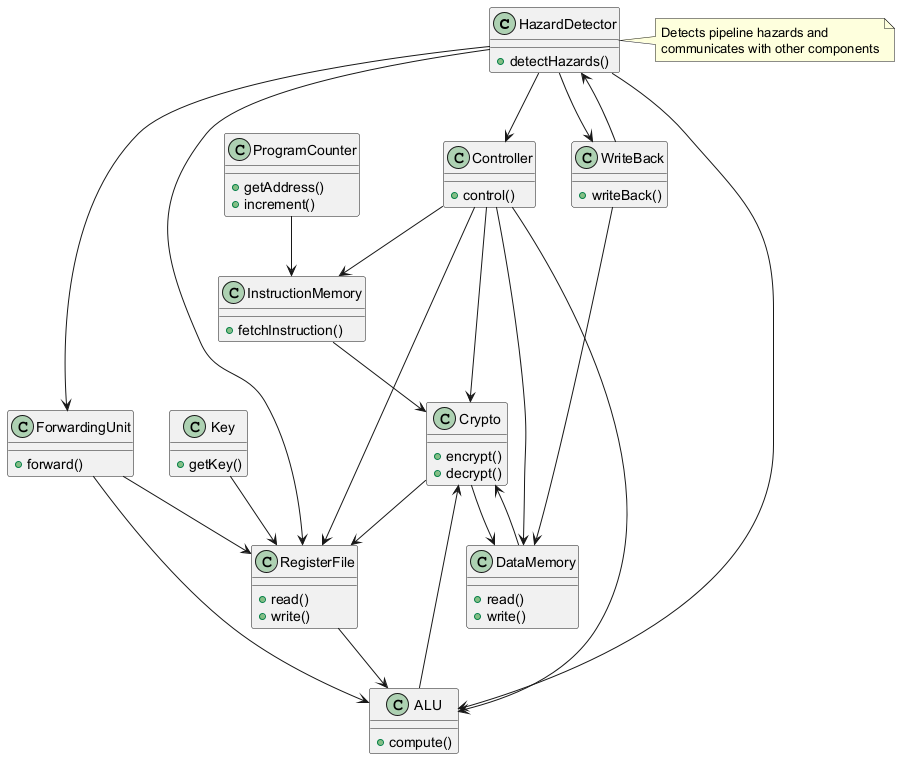 C HazardDetector
+ detectHazards()
Detects pipeline hazards and
communicates with other components
C ProgramCounter
+ getAddress()
+ increment()
C Controller
+ control()
C WriteBack
+ writeBack()
C InstructionMemory
+ fetchInstruction()
C ForwardingUnit
+ forward()
C Key
+ getKey()
C Crypto
+ encrypt()
+ decrypt()
C RegisterFile
+ read()
+ write()
C DataMemory
+ read()
+ write()
C ALU
+ compute()